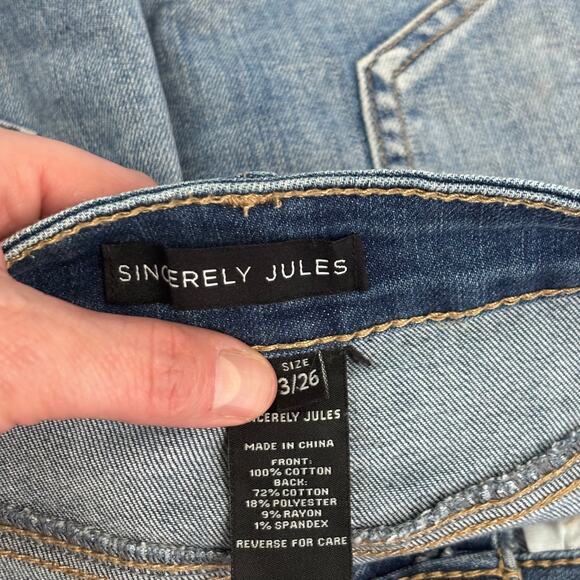 SINCERELY JULES
SIZE
3/26
SINCERELY JULES
MADE IN CHINA
FRONT:
100% COTTON
BACK:
72% COTTON
18% POLYESTER
9% RAYON
1% SPANDEX
REVERSE FOR CARE